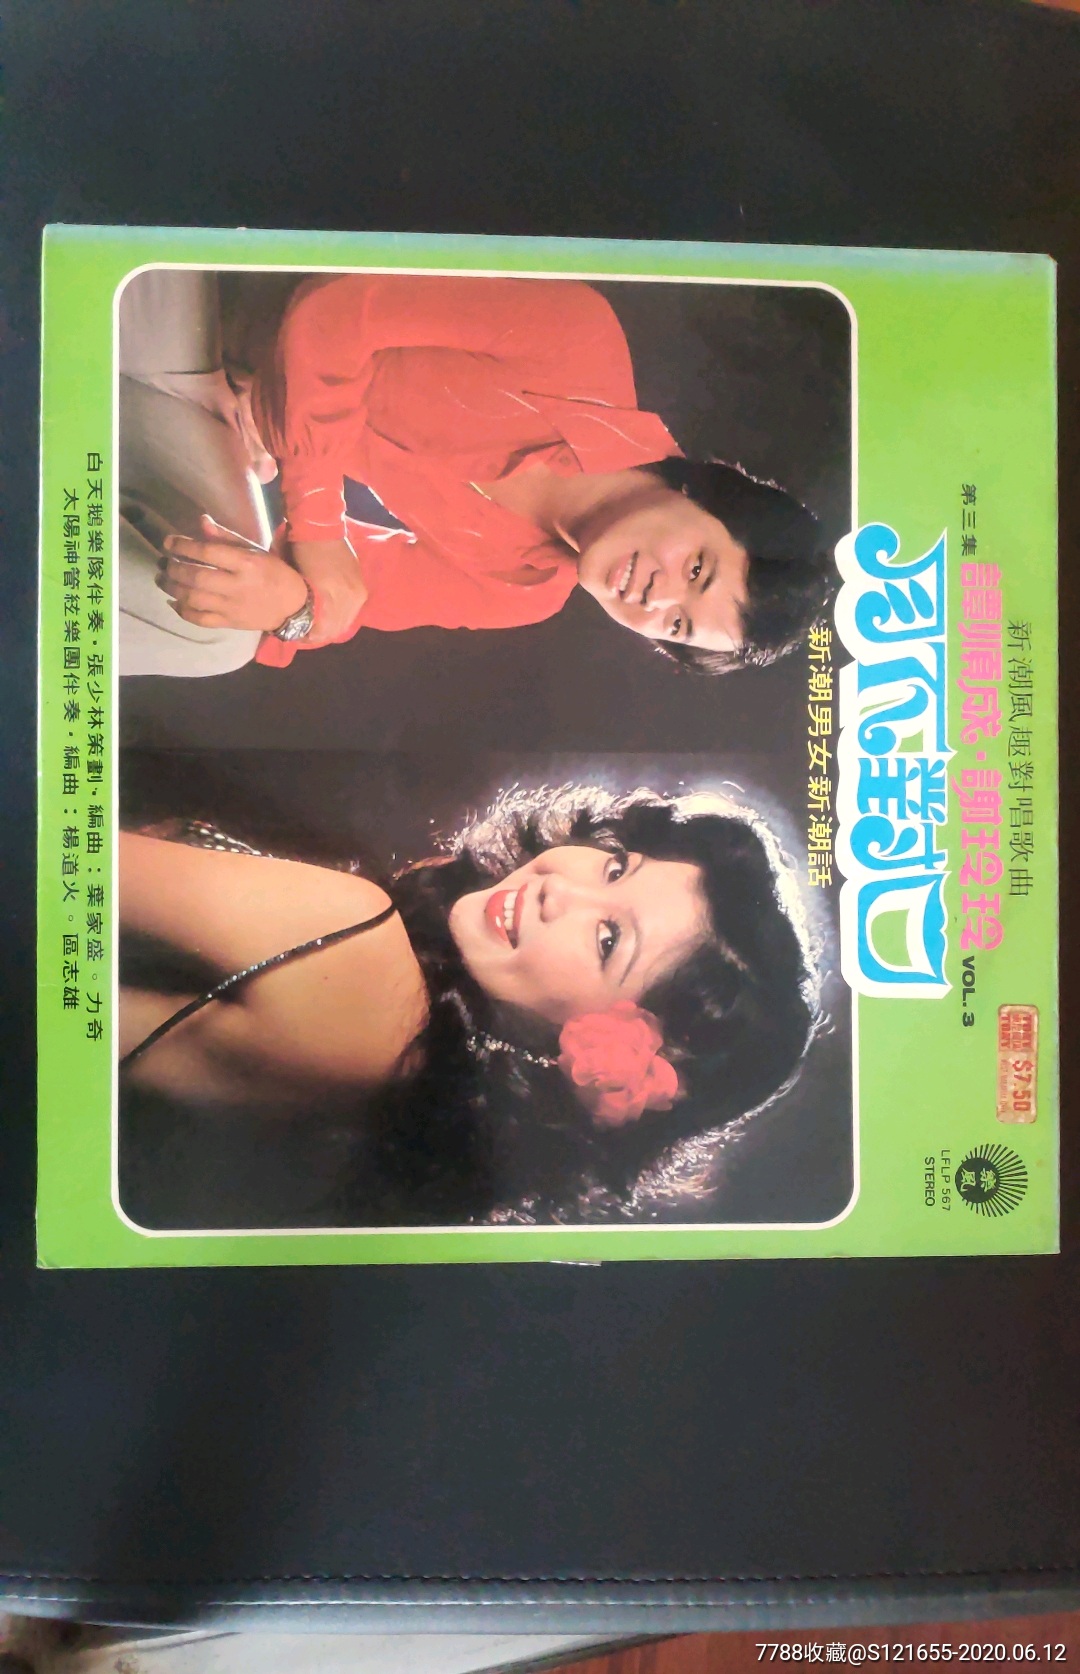 新潮風趣對唱歌曲
第三集 譚順成·謝玲玲 VOL.3
對口
新潮男女新潮話
$7.50
樂風
LFLP 567
STEREO
白天鵝樂隊伴奏·張少林策劃·編曲：葉家盛。力奇
太陽神管絃樂團伴奏·編曲：楊道火。區志雄
7788收藏@S121655-2020.06.12